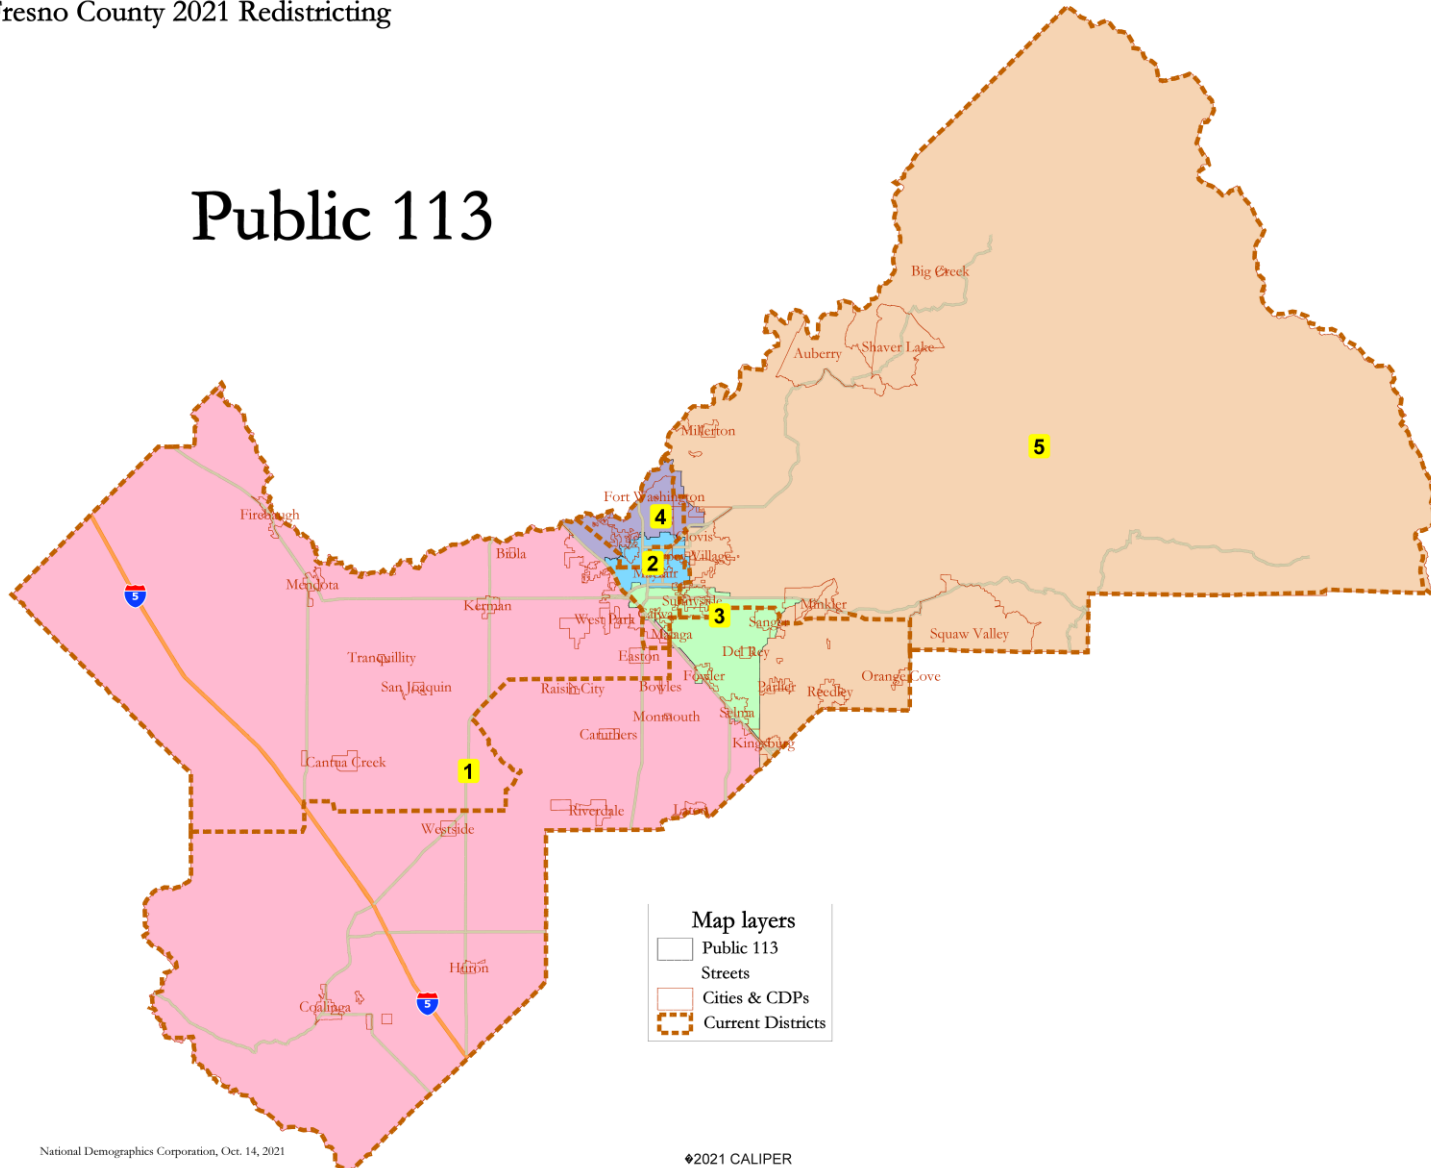 resno County 2021 Redistricting
Public 113
Big Creek
Shaver Lake
Auberry
Millerton
5
Fort Washington
4
Firebaugh
Clovis
Biola
2
Village
Mendota
5
Kerman
Minkler
Sunnyside
3
West Park
Sanger
Malaga
Squaw Valley
Easton
Del Rey
Tranquillity
Fowler
Orange Cove
San Joaquin
Raisin City
Bowles
Parlier
Reedley
Monmouth
Selma
Caruthers
Kingsburg
Cantua Creek
1
Riverdale
Laton
Westside
Map layers
Public 113
Streets
Huron
Cities & CDPs
Coalinga
5
Current Districts
National Demographics Corporation, Oct. 14, 2021
�2021 CALIPER